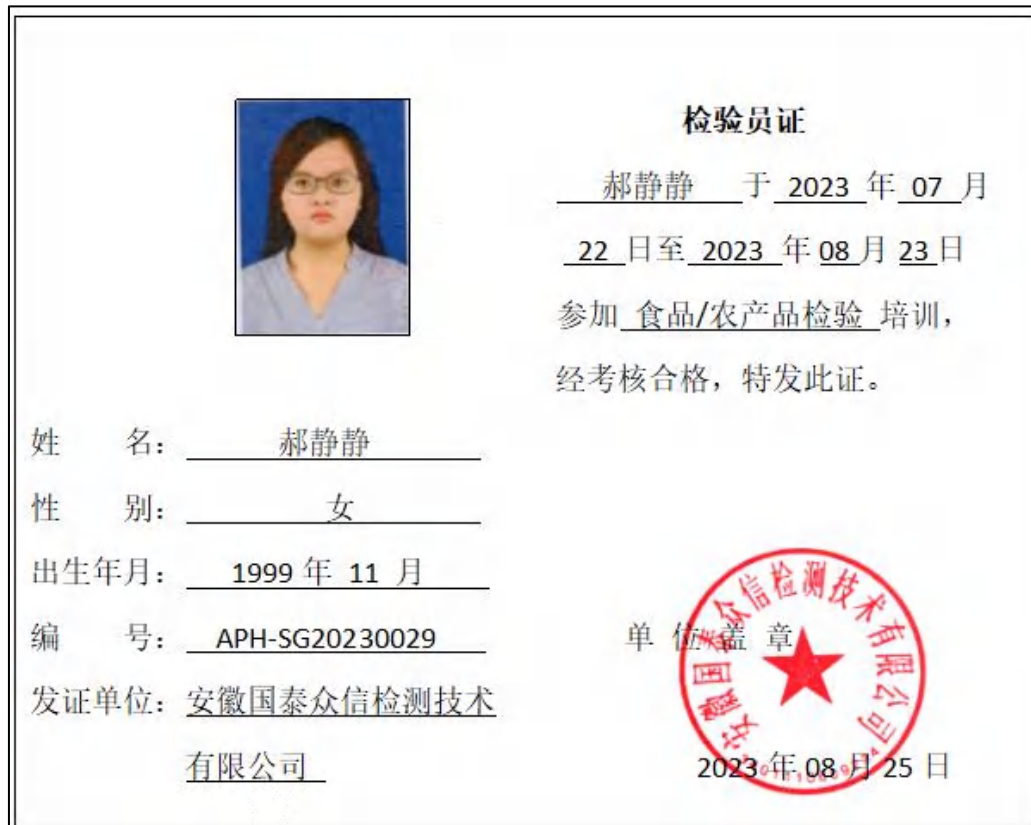 检验员证
郝静静 于 2023 年 07 月
22 日至 2023 年 08 月 23 日
参加 食品/农产品检验 培训，
经考核合格，特发此证。
姓 名： 郝静静
性 别： 女
出生年月： 1999 年 11 月
编 号： APH-SG20230029
发证单位： 安徽国泰众信检测技术
有限公司
单 位 盖 章
安徽国泰众信检测技术有限公司
2023 年 08 月 25 日